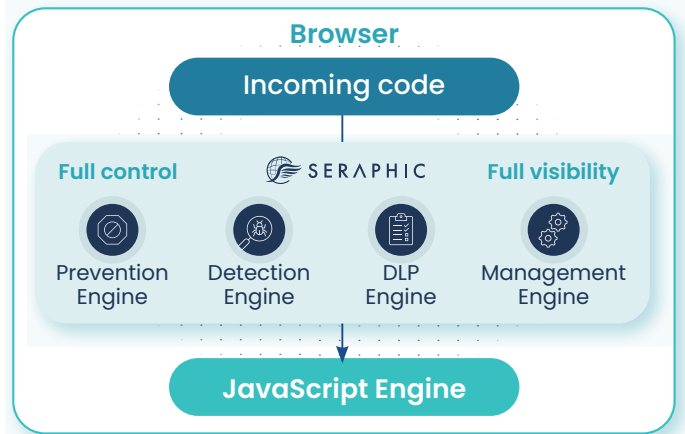 Browser
Incoming code
Full control
SERAPHIC
Full visibility
Prevention
Engine
Detection
Engine
DLP
Engine
Management
Engine
JavaScript Engine